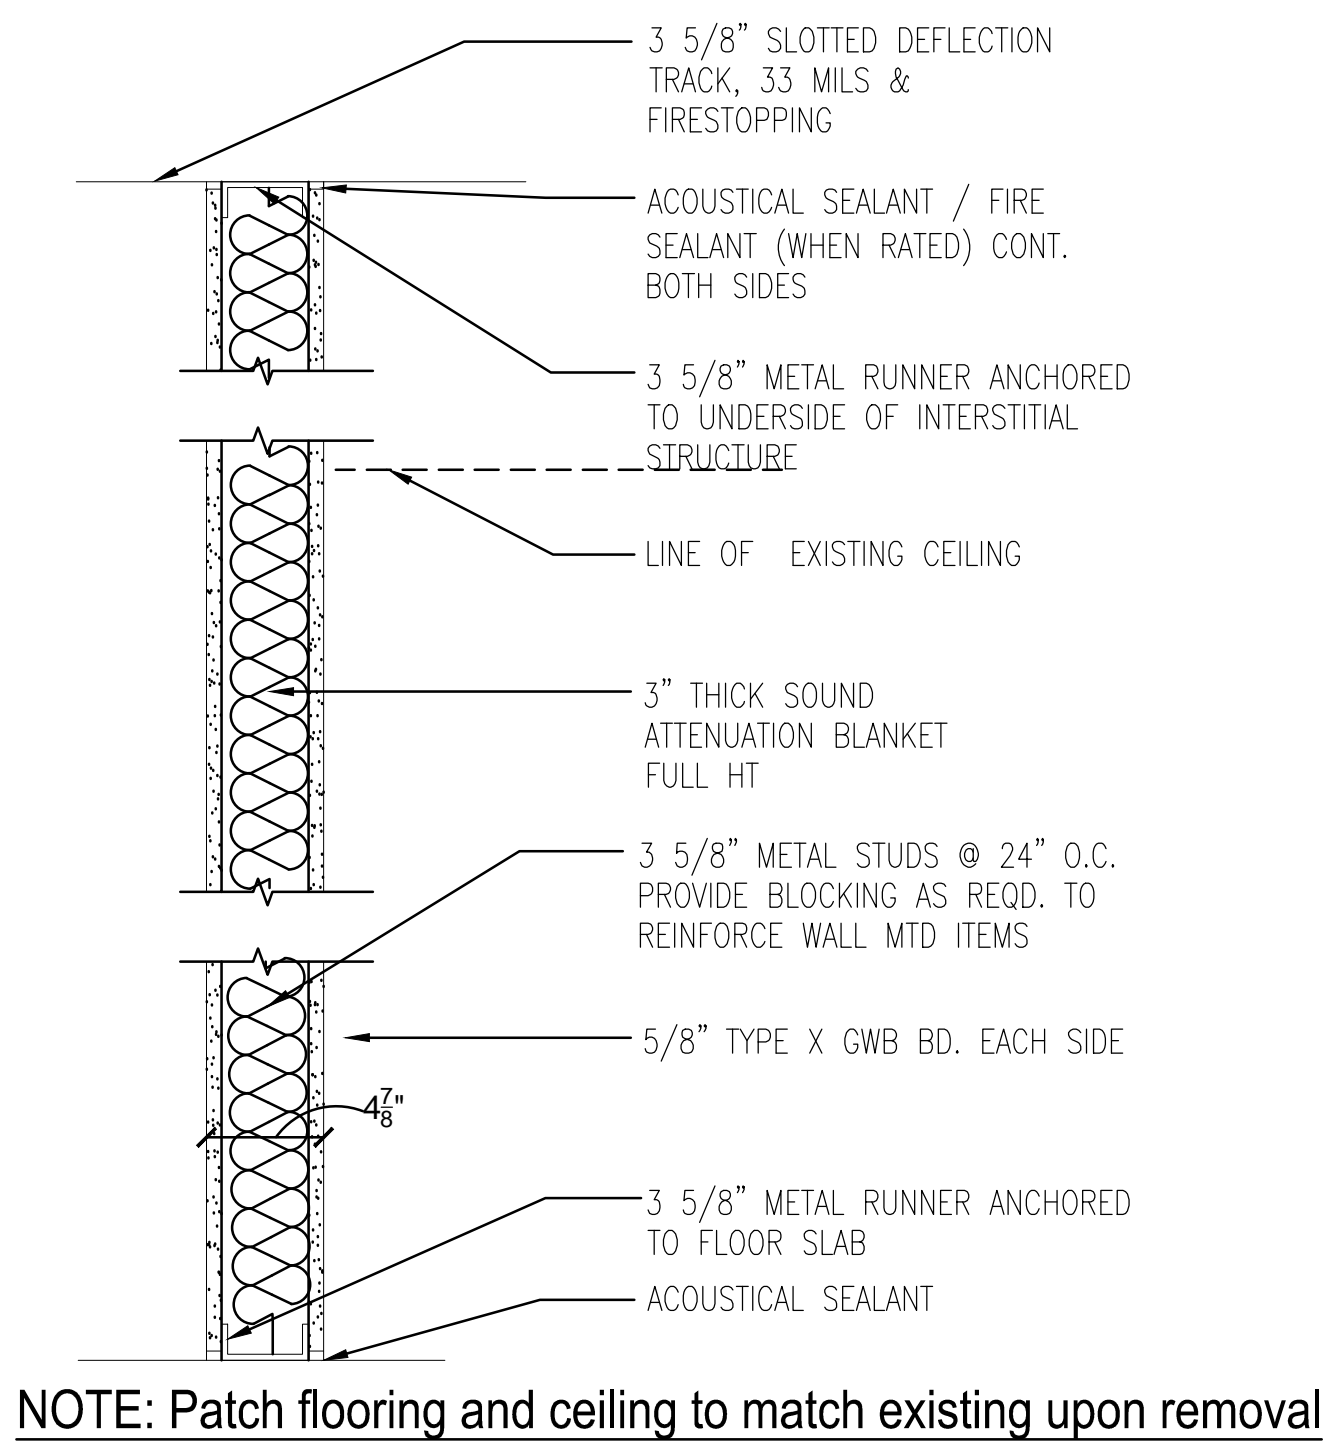 3 5/8” SLOTTED DEFLECTION
TRACK, 33 MILS &
FIRESTOPPING
ACOUSTICAL SEALANT / FIRE
SEALANT (WHEN RATED) CONT.
BOTH SIDES
3 5/8” METAL RUNNER ANCHORED
TO UNDERSIDE OF INTERSTITIAL
STRUCTURE
LINE OF EXISTING CEILING
3” THICK SOUND
ATTENUATION BLANKET
FULL HT
3 5/8” METAL STUDS @ 24” O.C.
PROVIDE BLOCKING AS REQD. TO
REINFORCE WALL MTD ITEMS
5/8” TYPE X GWB BD. EACH SIDE
4 7/8"
3 5/8” METAL RUNNER ANCHORED
TO FLOOR SLAB
ACOUSTICAL SEALANT
NOTE: Patch flooring and ceiling to match existing upon removal